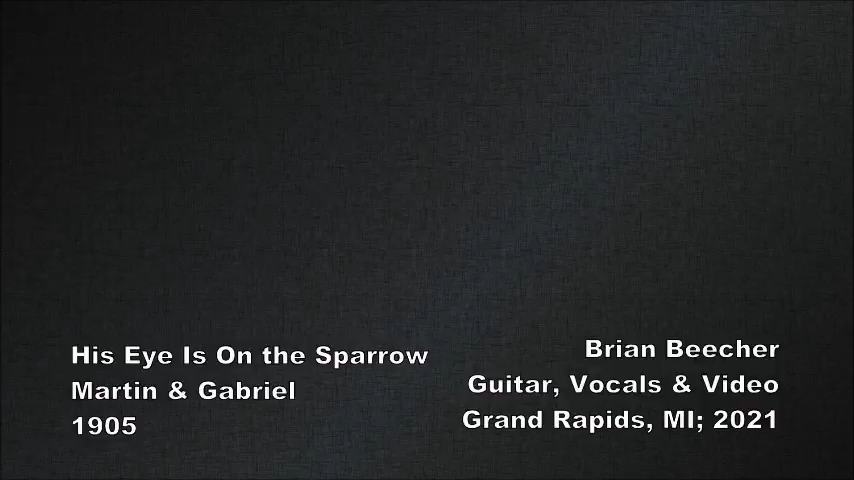 His Eye Is On the Sparrow
Martin & Gabriel
1905
Brian Beecher
Guitar, Vocals & Video
Grand Rapids, MI; 2021